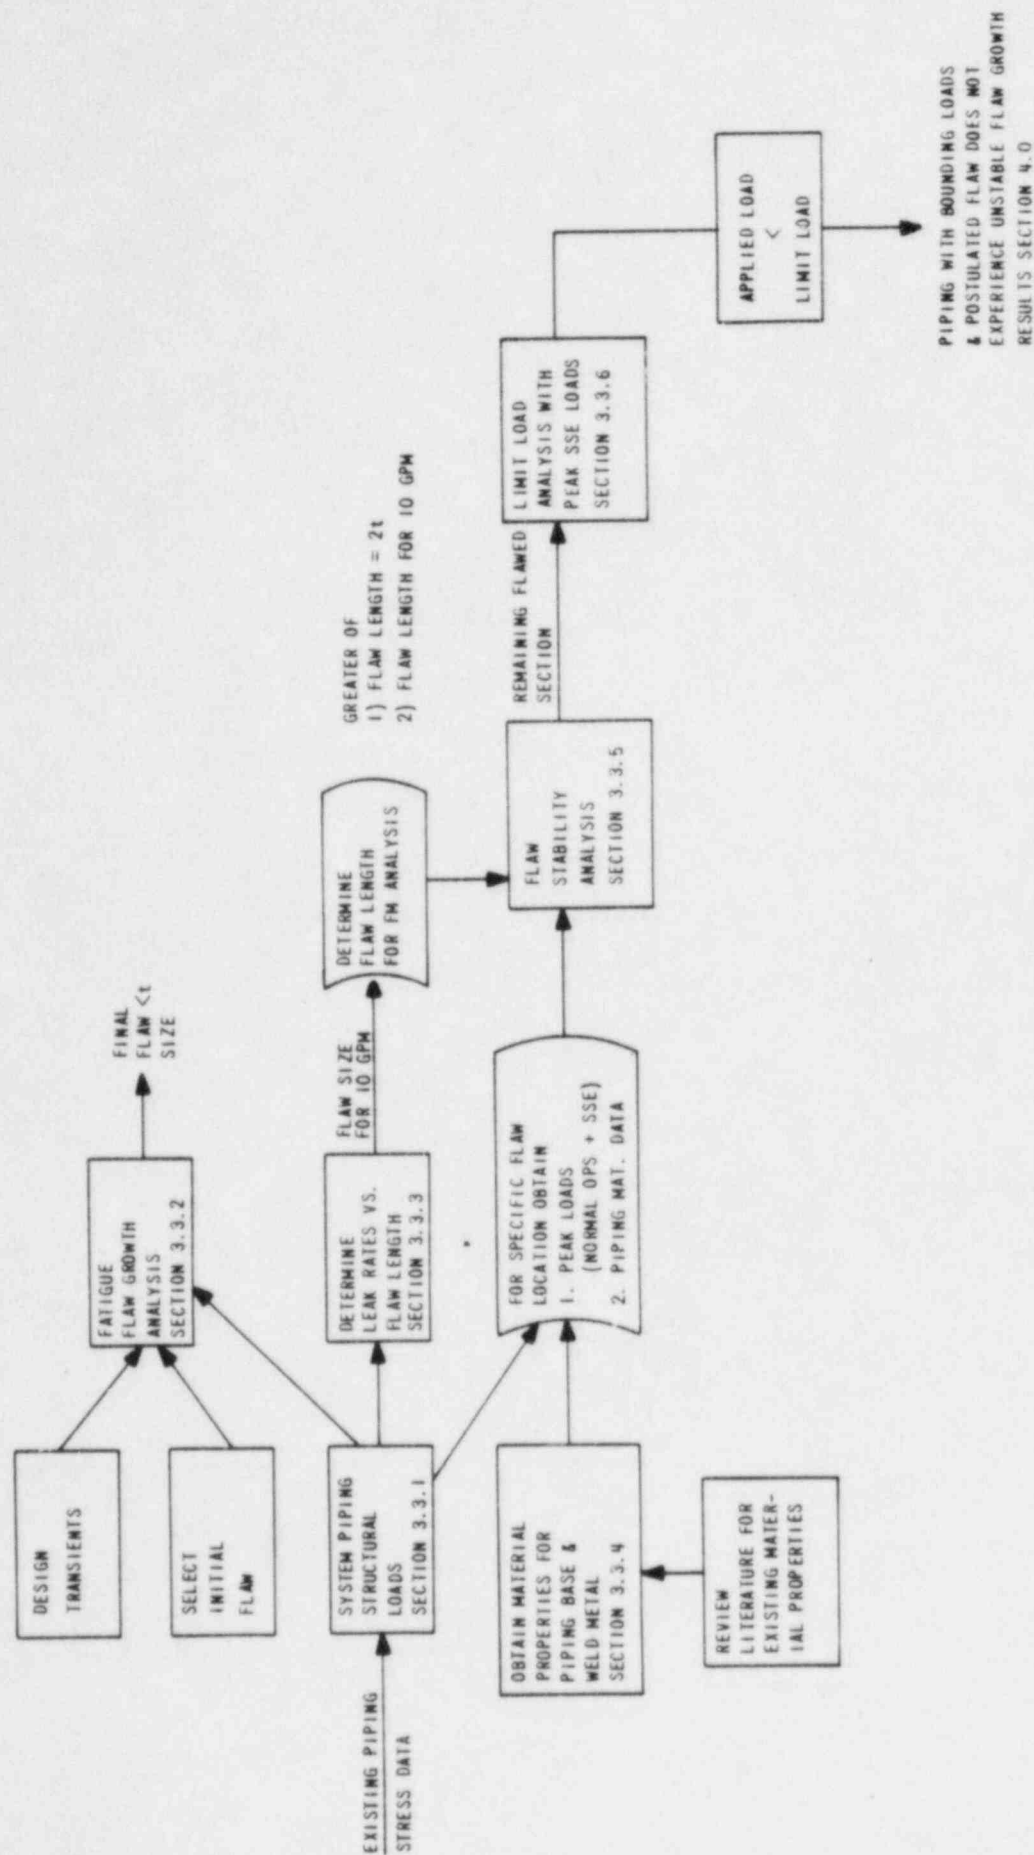 DESIGN
TRANSIENTS
SELECT
INITIAL
FLAW
FATIGUE
FLAW GROWTH
ANALYSIS
SECTION 3.3.2
FINAL
FLAW <t
SIZE
EXISTING PIPING
STRESS DATA
SYSTEM PIPING
STRUCTURAL
LOADS
SECTION 3.3.1
DETERMINE
LEAK RATES VS.
FLAW LENGTH
SECTION 3.3.3
FLAW SIZE
FOR 10 GPM
DETERMINE
FLAW LENGTH
FOR FM ANALYSIS
GREATER OF
1) FLAW LENGTH = 2t
2) FLAW LENGTH FOR 10 GPM
OBTAIN MATERIAL
PROPERTIES FOR
PIPING BASE &
WELD METAL
SECTION 3.3.4
REVIEW
LITERATURE FOR
EXISTING MATER-
IAL PROPERTIES
FOR SPECIFIC FLAW
LOCATION OBTAIN
1. PEAK LOADS
(NORMAL OPS + SSE)
2. PIPING MAT. DATA
FLAW
STABILITY
ANALYSIS
SECTION 3.3.5
REMAINING FLAWED
SECTION
LIMIT LOAD
ANALYSIS WITH
PEAK SSE LOADS
SECTION 3.3.6
APPLIED LOAD
<
LIMIT LOAD
PIPING WITH BOUNDING LOADS
& POSTULATED FLAW DOES NOT
EXPERIENCE UNSTABLE FLAW GROWTH
RESULTS SECTION 4.0